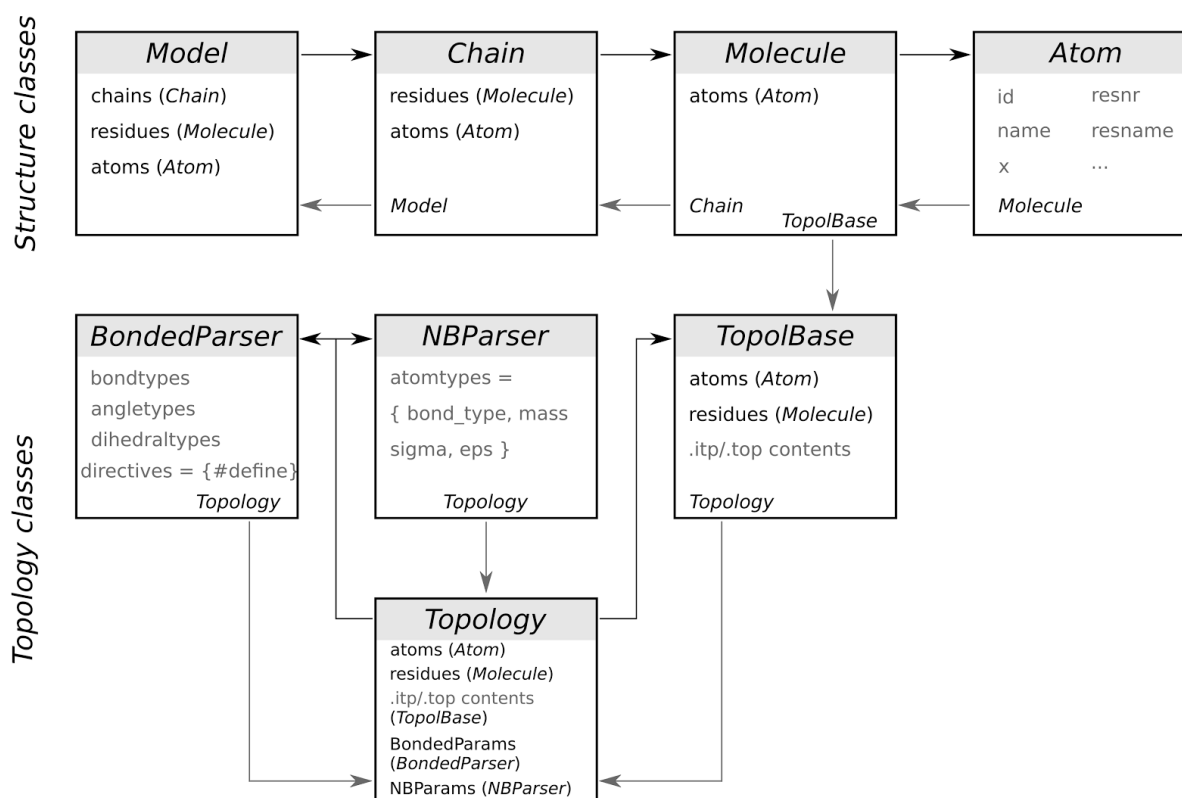 Structure classes
Model
chains (Chain)
residues (Molecule)
atoms (Atom)
Chain
residues (Molecule)
atoms (Atom)
Model
Molecule
atoms (Atom)
Chain
TopolBase
Atom
id resnr
name resname
x ...
Molecule
Topology classes
BondedParser
bondtypes
angletypes
dihedraltypes
directives = {#define}
Topology
NBParser
atomtypes =
{ bond_type, mass
sigma, eps }
Topology
TopolBase
atoms (Atom)
residues (Molecule)
.itp/.top contents
Topology
Topology
atoms (Atom)
residues (Molecule)
.itp/.top contents
(TopolBase)
BondedParams
(BondedParser)
NBParams (NBParser)